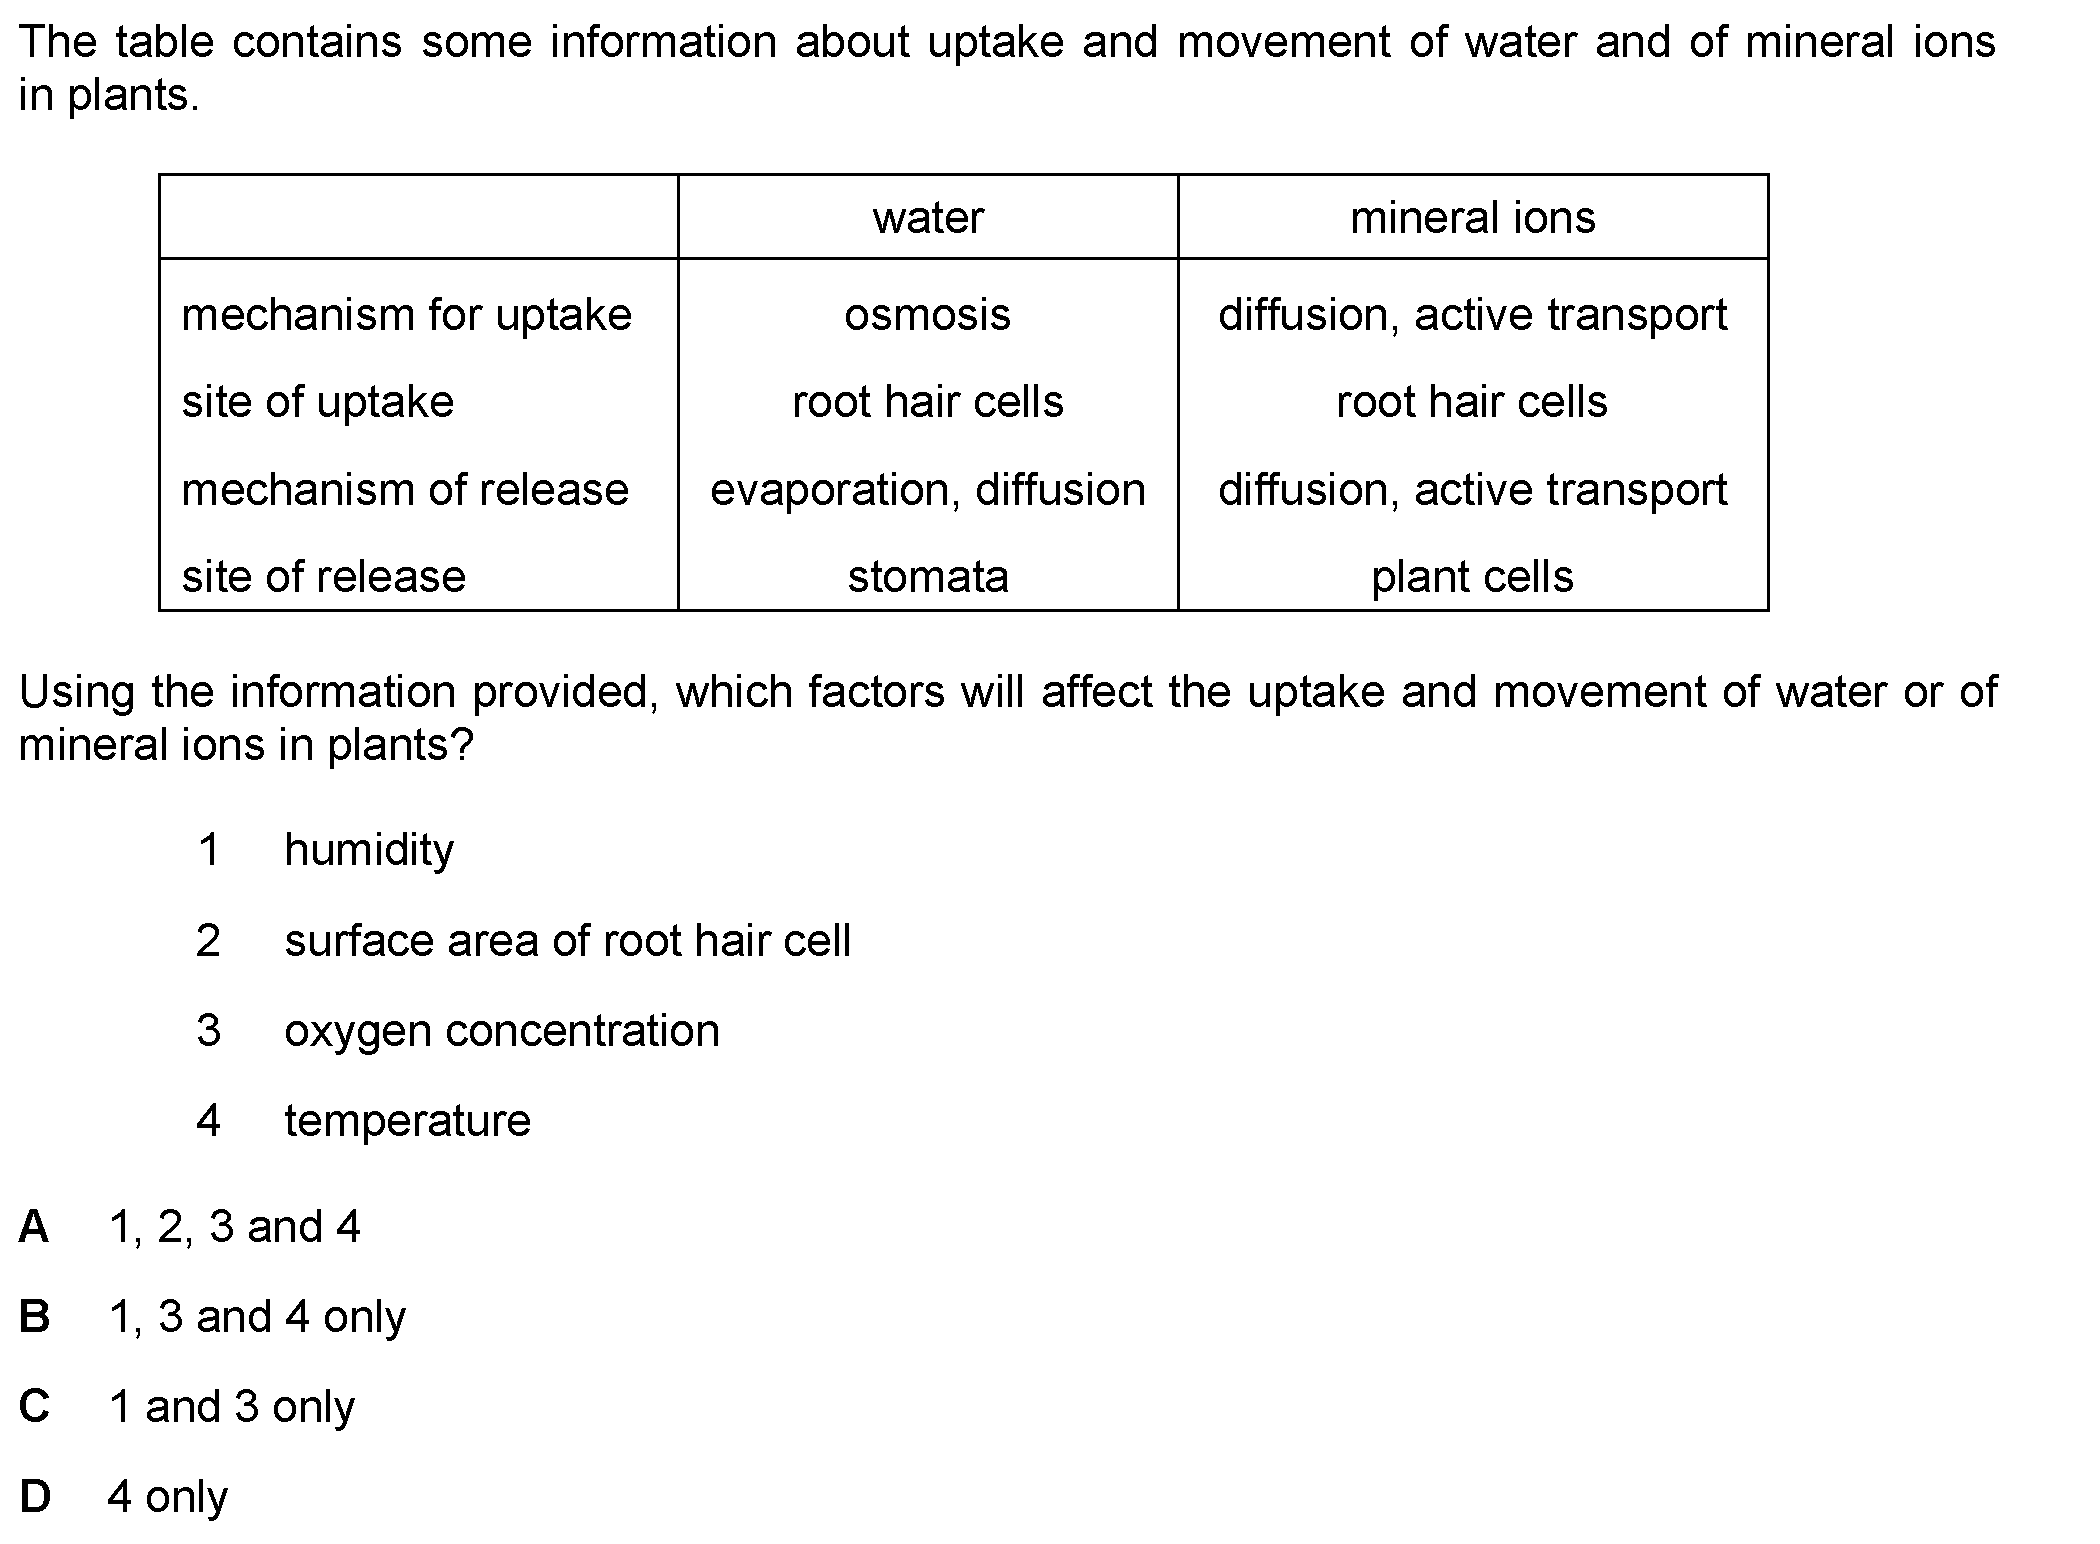 The table contains some information about uptake and movement of water and of mineral ions
in plants.
water mineral ions
mechanism for uptake osmosis diffusion, active transport
site of uptake root hair cells root hair cells
mechanism of release evaporation, diffusion diffusion, active transport
site of release stomata plant cells
Using the information provided, which factors will affect the uptake and movement of water or of
mineral ions in plants?
1 humidity
2 surface area of root hair cell
3 oxygen concentration
4 temperature
A 1, 2, 3 and 4
B 1, 3 and 4 only
C 1 and 3 only
D 4 only